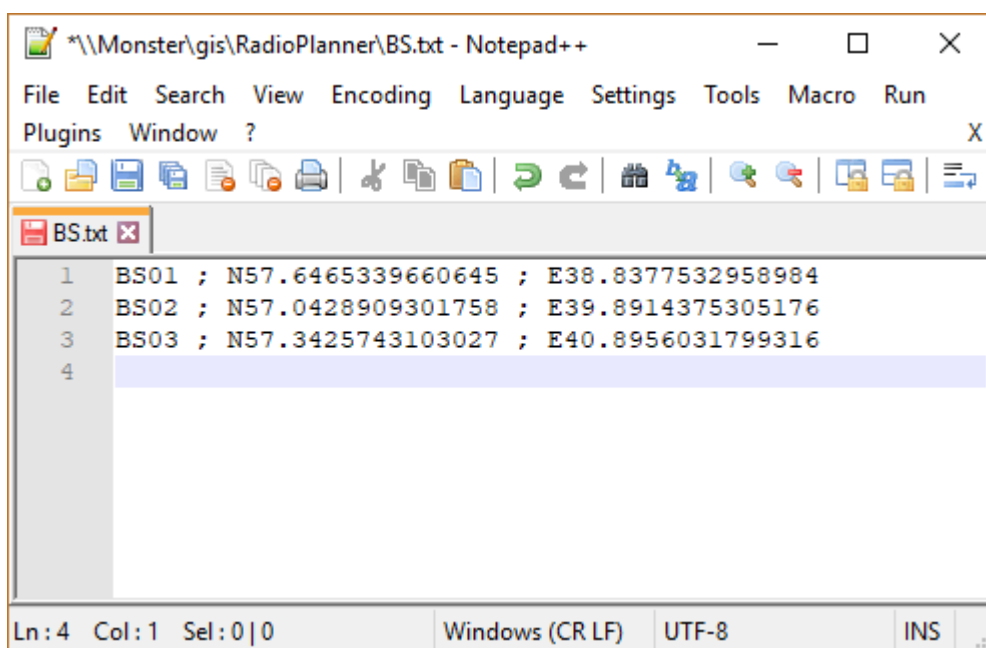 *\\Monster\gis\RadioPlanner\BS.txt - Notepad++
File Edit Search View Encoding Language Settings Tools Macro Run
Plugins Window ? X
BS.txt
1 BS01 ; N57.6465339660645 ; E38.8377532958984
2 BS02 ; N57.0428909301758 ; E39.8914375305176
3 BS03 ; N57.3425743103027 ; E40.8956031799316
4
Ln : 4 Col : 1 Sel : 0 | 0 Windows (CR LF) UTF-8 INS